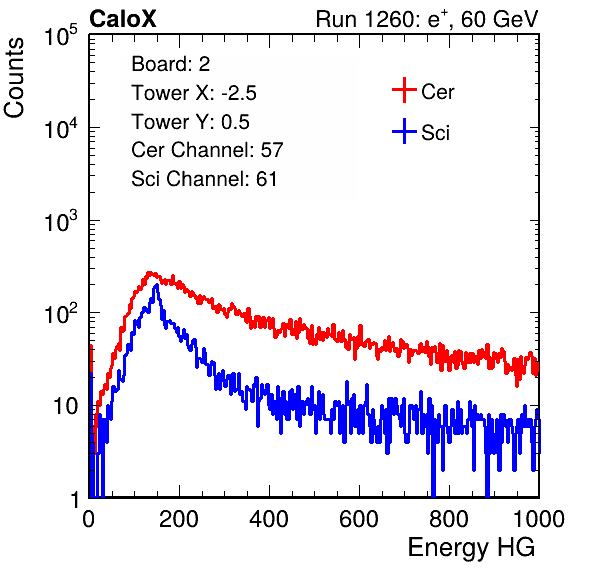 CaloX Run 1260: e⁺, 60 GeV
Counts
10⁵
10⁴
10³
10²
10
1
Board: 2
Tower X: -2.5
Tower Y: 0.5
Cer Channel: 57
Sci Channel: 61
Cer
Sci
0 200 400 600 800 1000
Energy HG